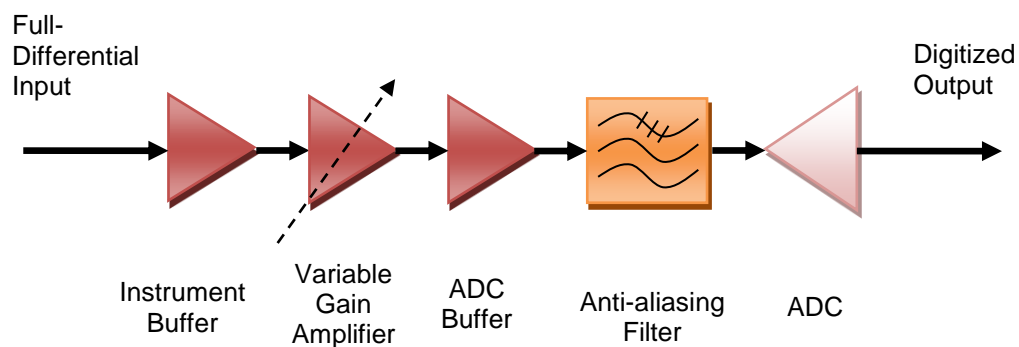 Full-
Differential
Input
Digitized
Output
Instrument
Buffer
Variable
Gain
Amplifier
ADC
Buffer
Anti-aliasing
Filter
ADC